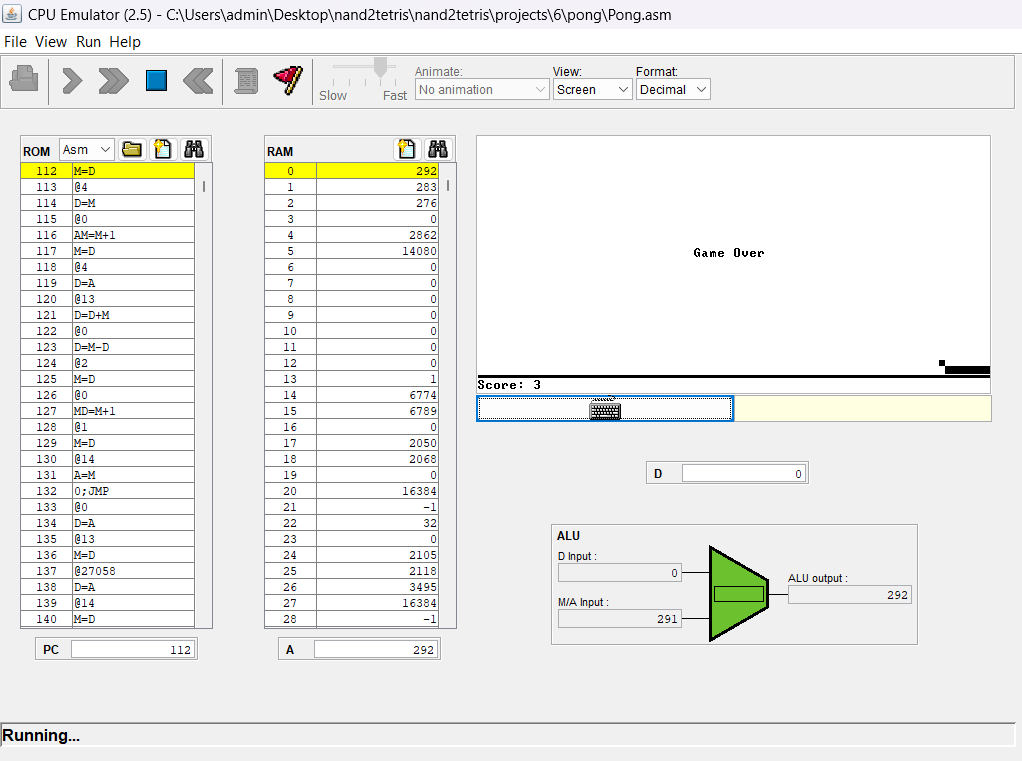 CPU Emulator (2.5) - C:\Users\admin\Desktop\nand2tetris\nand2tetris\projects\6\pong\Pong.asm
File View Run Help
Slow Fast
Animate:
No animation
View:
Screen
Format:
Decimal
ROM Asm
112 M=D
113 @4
114 D=M
115 @0
116 AM=M+1
117 M=D
118 @4
119 D=A
120 @13
121 D=D+M
122 @0
123 D=M-D
124 @2
125 M=D
126 @0
127 MD=M+1
128 @1
129 M=D
130 @14
131 A=M
132 0;JMP
133 @0
134 D=A
135 @13
136 M=D
137 @27058
138 D=A
139 @14
140 M=D
PC 112
RAM
0 292
1 283
2 276
3 0
4 2862
5 14080
6 0
7 0
8 0
9 0
10 0
11 0
12 0
13 1
14 6774
15 6789
16 0
17 2050
18 2068
19 0
20 16384
21 -1
22 32
23 0
24 2105
25 2118
26 3495
27 16384
28 -1
A 292
Game Over
Score: 3
D 0
ALU
D Input :
0
M/A Input :
291
ALU output :
292
Running...